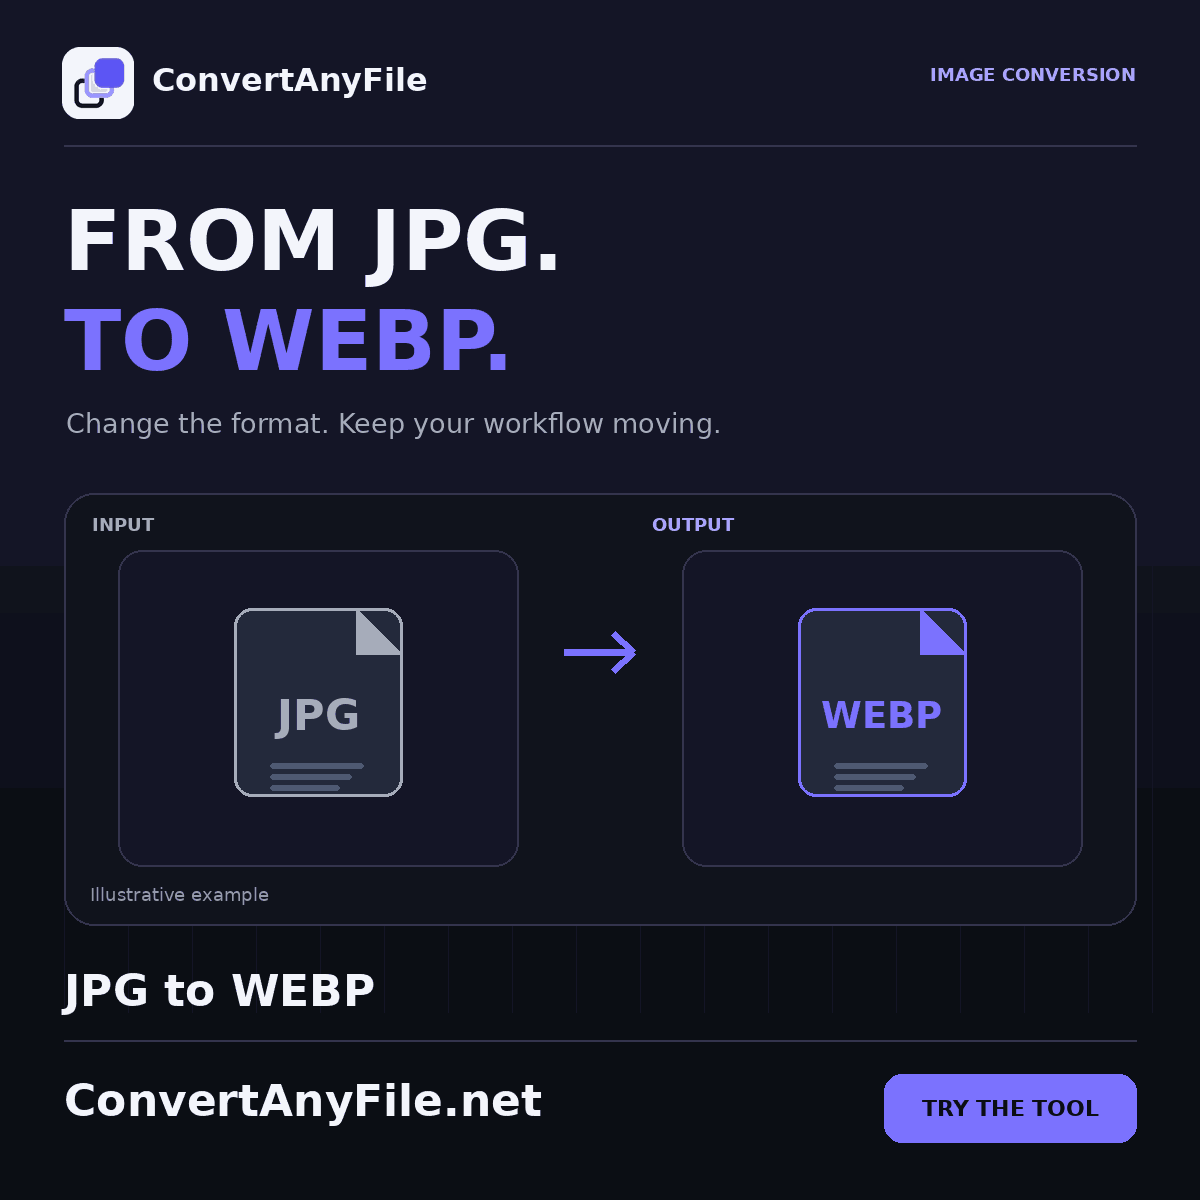 ConvertAnyFile
IMAGE CONVERSION
FROM JPG.
TO WEBP.
Change the format. Keep your workflow moving.
INPUT
OUTPUT
JPG
WEBP
Illustrative example
JPG to WEBP
ConvertAnyFile.net
TRY THE TOOL